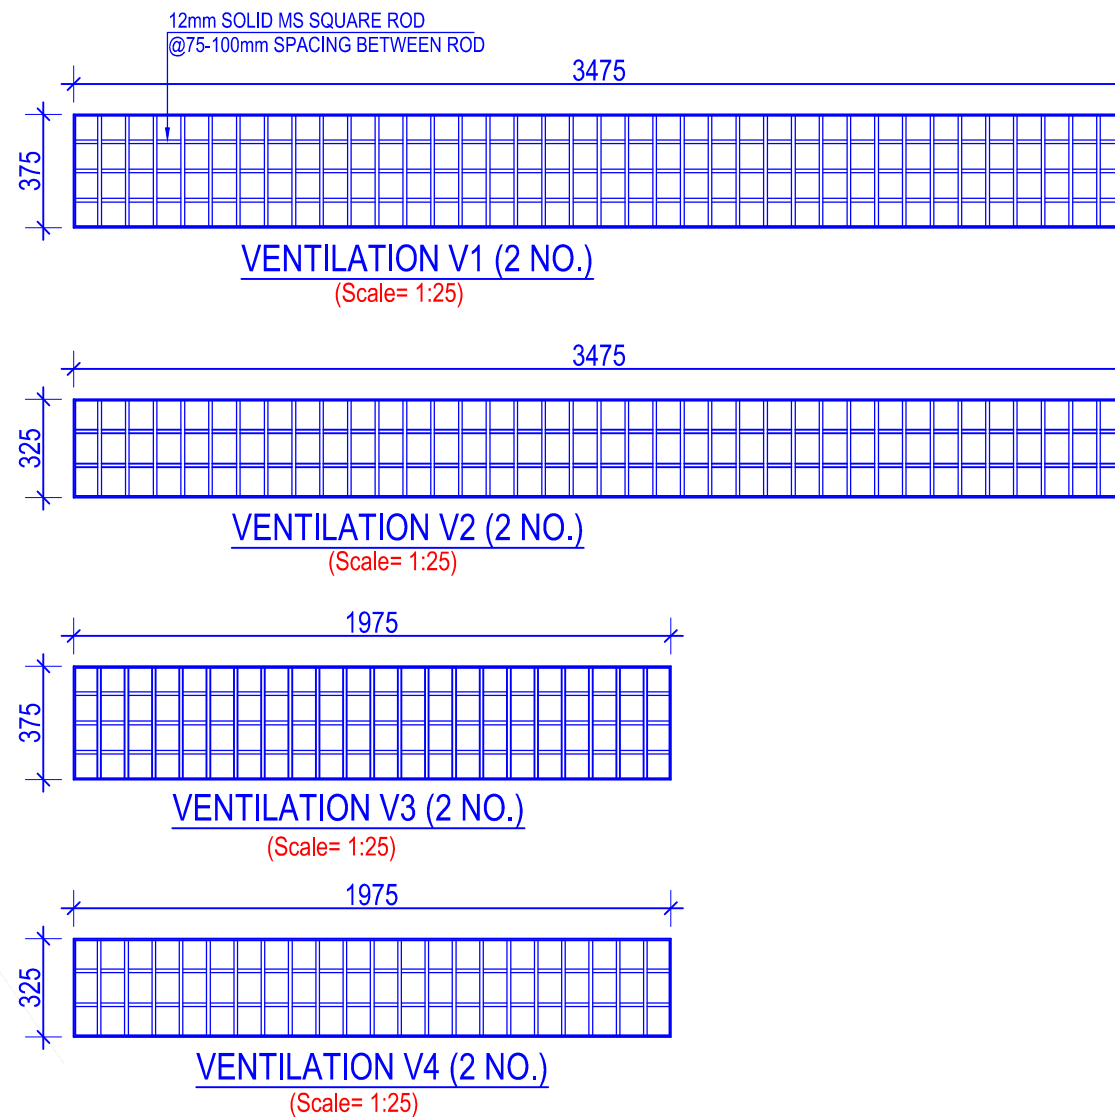 12mm SOLID MS SQUARE ROD
@75-100mm SPACING BETWEEN ROD
3475
375
VENTILATION V1 (2 NO.)
(Scale= 1:25)
3475
325
VENTILATION V2 (2 NO.)
(Scale= 1:25)
1975
375
VENTILATION V3 (2 NO.)
(Scale= 1:25)
1975
325
VENTILATION V4 (2 NO.)
(Scale= 1:25)